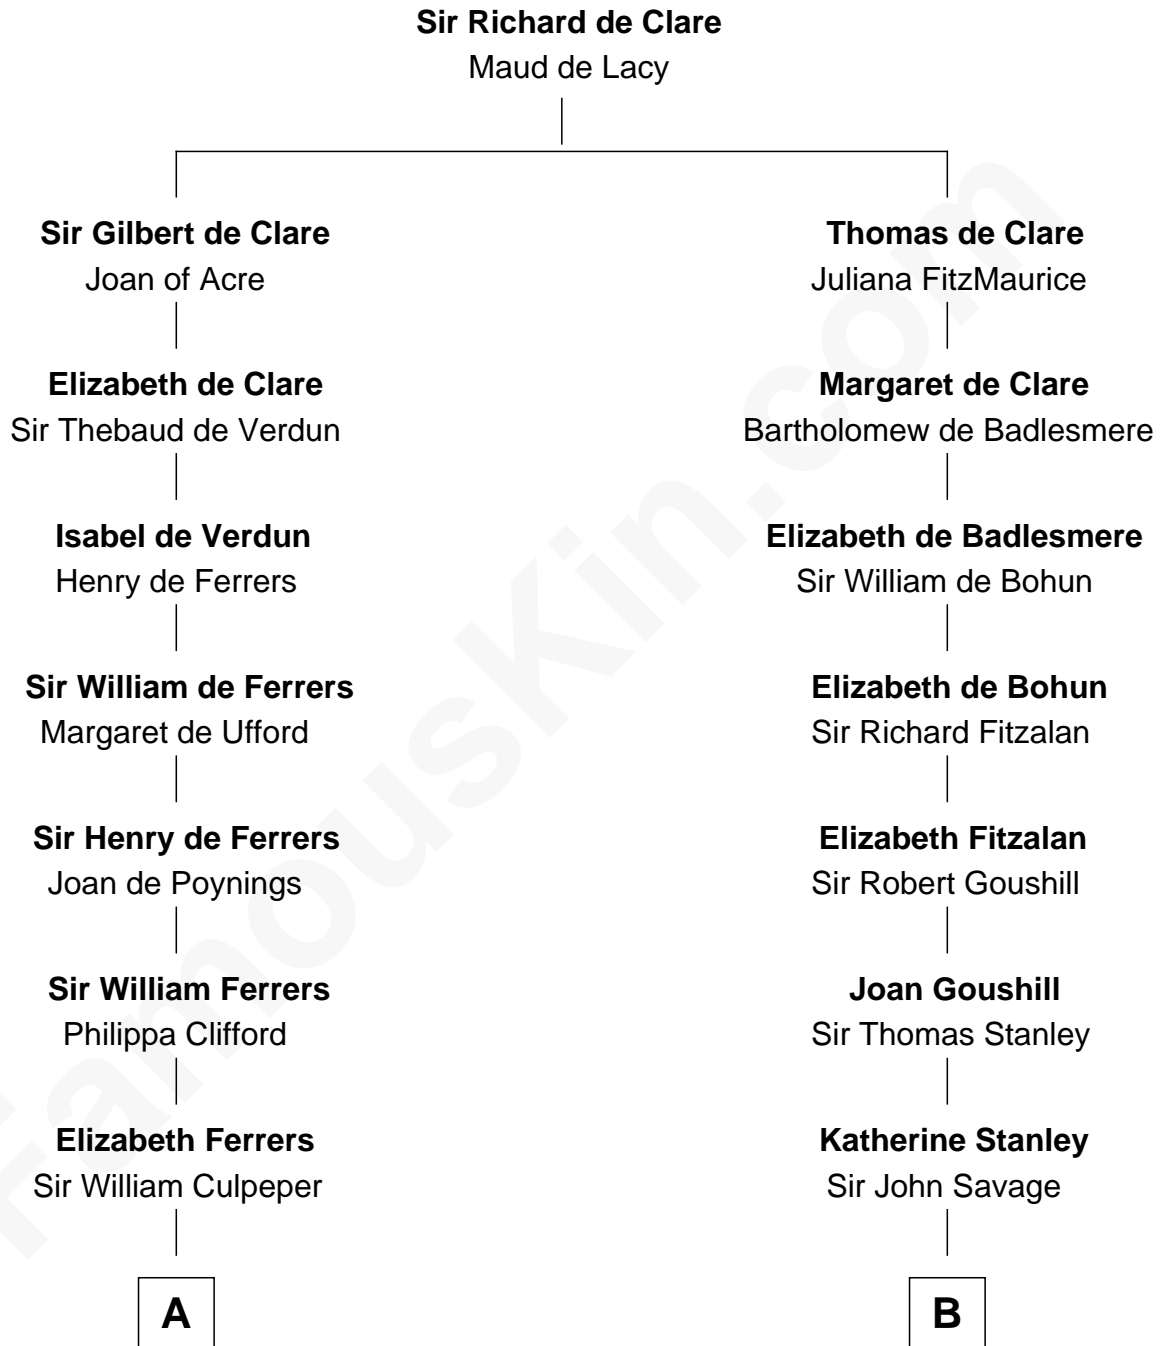 Sir Richard de Clare
Maud de Lacy
Sir Gilbert de Clare
Joan of Acre
Thomas de Clare
Juliana FitzMaurice
Elizabeth de Clare
Sir Thebaud de Verdun
Margaret de Clare
Bartholomew de Badlesmere
Isabel de Verdun
Henry de Ferrers
Elizabeth de Badlesmere
Sir William de Bohun
Sir William de Ferrers
Margaret de Ufford
Elizabeth de Bohun
Sir Richard Fitzalan
Sir Henry de Ferrers
Joan de Poynings
Elizabeth Fitzalan
Sir Robert Goushill
Sir William Ferrers
Philippa Clifford
Joan Goushill
Sir Thomas Stanley
Elizabeth Ferrers
Sir William Culpeper
Katherine Stanley
Sir John Savage
A
B
FamousKin.com